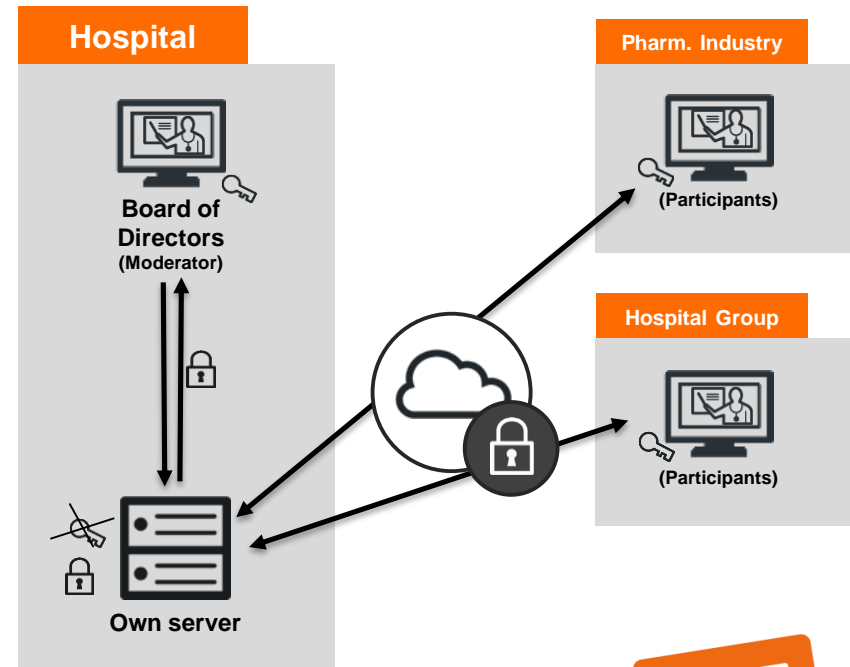 Hospital
Board of
Directors
(Moderator)
Own server
Pharm. Industry
(Participants)
Hospital Group
(Participants)